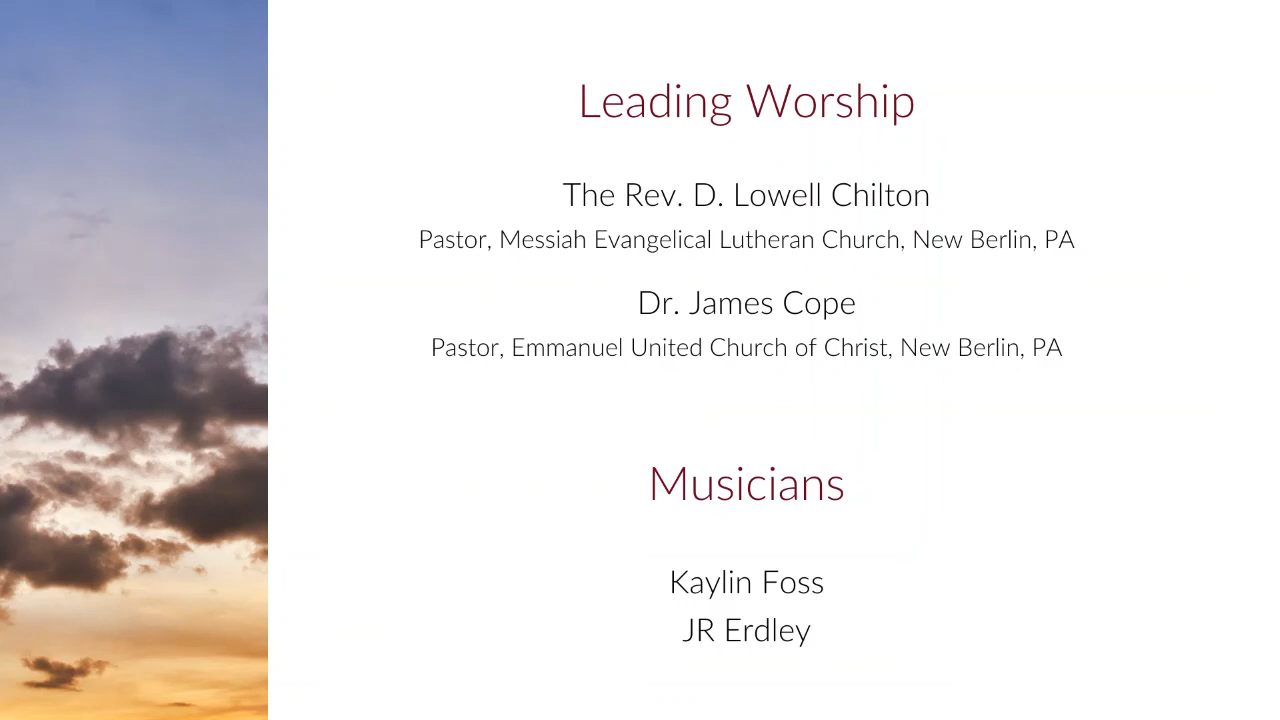 Leading Worship
The Rev. D. Lowell Chilton
Pastor, Messiah Evangelical Lutheran Church, New Berlin, PA
Dr. James Cope
Pastor, Emmanuel United Church of Christ, New Berlin, PA
Musicians
Kaylin Foss
JR Erdley